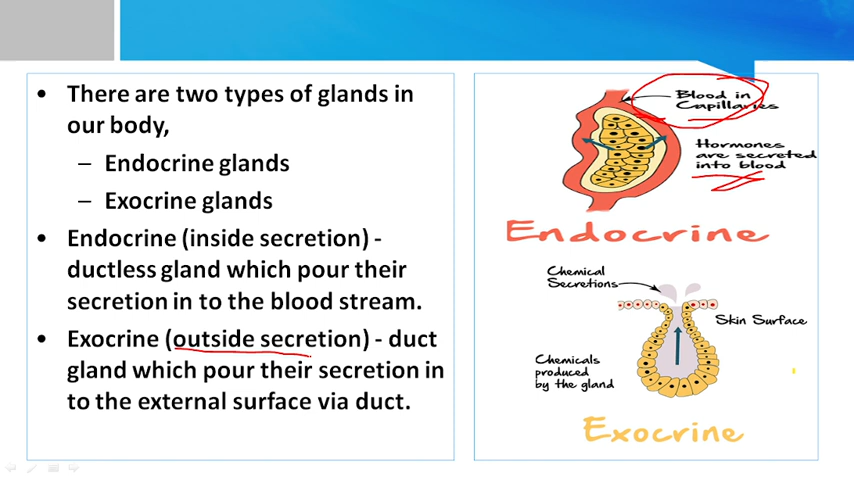 • There are two types of glands in
our body,
– Endocrine glands
– Exocrine glands
• Endocrine (inside secretion) -
ductless gland which pour their
secretion in to the blood stream.
• Exocrine (outside secretion) - duct
gland which pour their secretion in
to the external surface via duct.
Blood in
Capillaries
Hormones
are secreted
into blood
Endocrine
Chemical
Secretions
Skin Surface
Chemicals
produced
by the gland
Exocrine